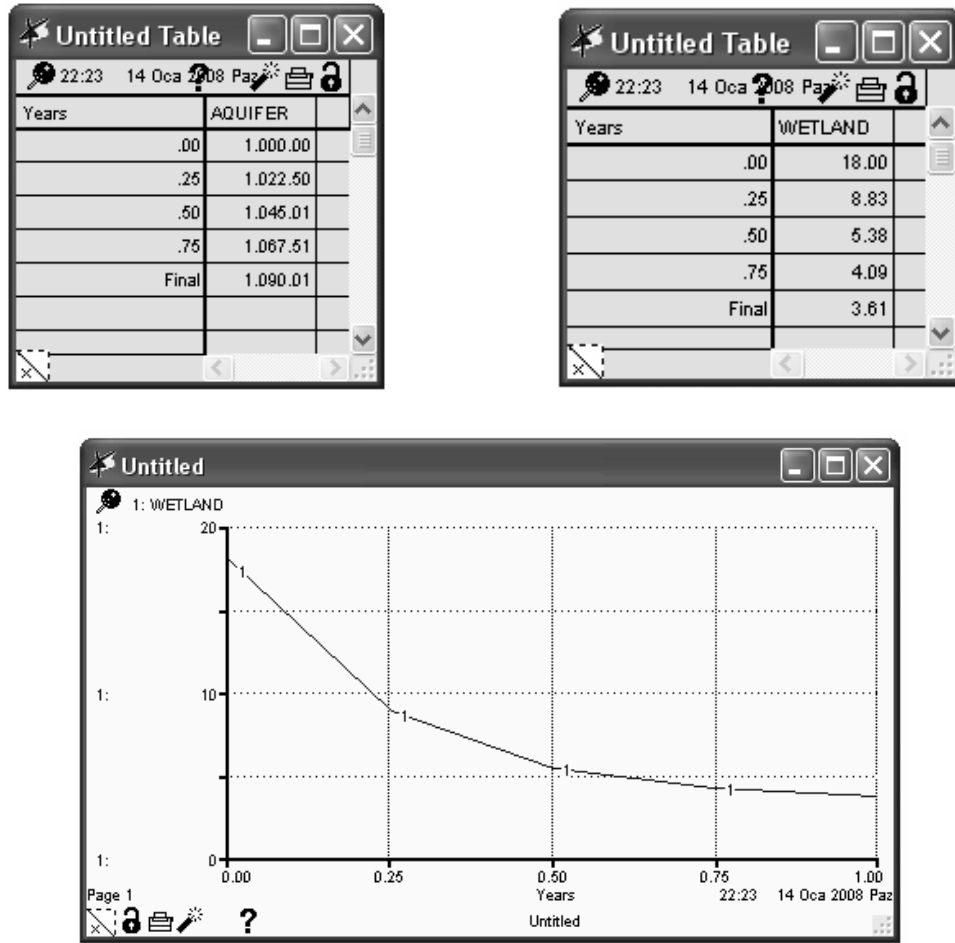 Untitled Table
22:23 14 Oca 2008 Paz
Years AQUIFER
.00 1.000.00
.25 1.022.50
.50 1.045.01
.75 1.067.51
Final 1.090.01
Untitled Table
22:23 14 Oca 2008 Paz
Years WETLAND
.00 18.00
.25 8.83
.50 5.38
.75 4.09
Final 3.61
Untitled
1: WETLAND
1: 20
1
1: 10
1
1
1
1: 0
0.00 0.25 0.50 0.75 1.00
Page 1 Years 22:23 14 Oca 2008 Paz
? Untitled